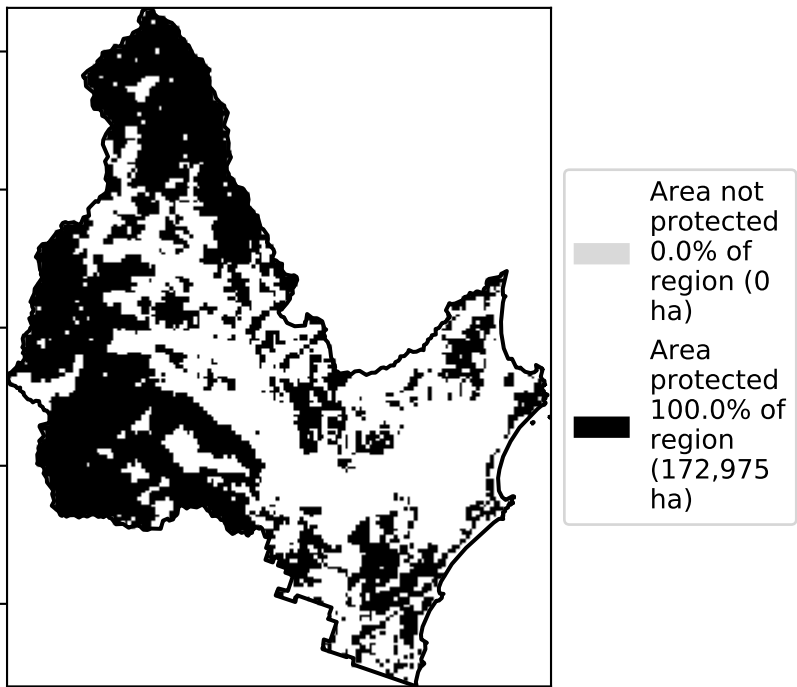 Area not
protected
0.0% of
region (0
ha)
Area
protected
100.0% of
region
(172,975
ha)